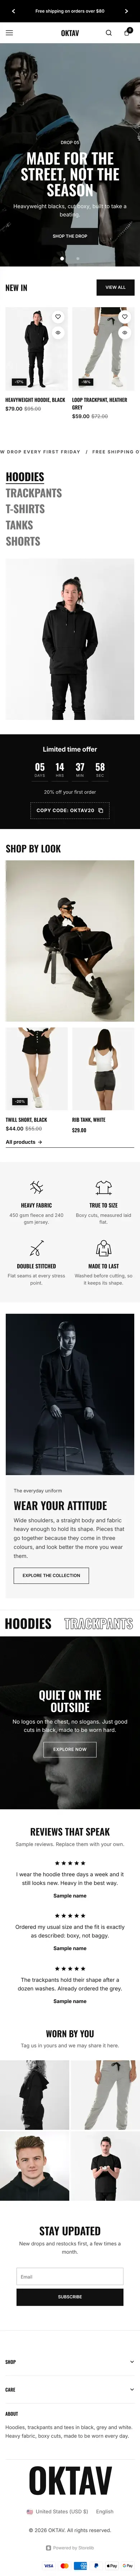 Free shipping on orders over $80
OKTAV
0
DROP 05
MADE FOR THE
STREET, NOT THE
SEASON
Heavyweight blacks, cut boxy, built to take a
beating.
SHOP THE DROP
NEW IN
VIEW ALL
-17%
-18%
HEAVYWEIGHT HOODIE, BLACK
$79.00 $95.00
LOOP TRACKPANT, HEATHER
GREY
$59.00 $72.00
W DROP EVERY FIRST FRIDAY / FREE SHIPPING O
HOODIES
TRACKPANTS
T-SHIRTS
TANKS
SHORTS
Limited time offer
05 14 37 58
DAYS HRS MIN SEC
20% off your first order
COPY CODE: OKTAV20
SHOP BY LOOK
-20%
TWILL SHORT, BLACK
$44.00 $55.00
RIB TANK, WHITE
$29.00
All products →
HEAVY FABRIC
450 gsm fleece and 240
gsm jersey.
TRUE TO SIZE
Boxy cuts, measured laid
flat.
DOUBLE STITCHED
Flat seams at every stress
point.
MADE TO LAST
Washed before cutting, so
it keeps its shape.
The everyday uniform
WEAR YOUR ATTITUDE
Wide shoulders, a straight body and fabric
heavy enough to hold its shape. Pieces that
go together because they come in three
colours, and look better the more you wear
them.
EXPLORE THE COLLECTION
HOODIES TRACKPANTS
QUIET ON THE
OUTSIDE
No logos on the chest, no slogans. Just good
cuts in black, made to be worn hard.
EXPLORE NOW
REVIEWS THAT SPEAK
Sample reviews. Replace them with your own.
★★★★★
I wear the hoodie three days a week and it
still looks new. Heavy in the best way.
Sample name
★★★★★
Ordered my usual size and the fit is exactly
as described: boxy, not baggy.
Sample name
★★★★★
The trackpants hold their shape after a
dozen washes. Already ordered the grey.
Sample name
WORN BY YOU
Tag us in yours and we may share it here.
STAY UPDATED
New drops and restocks first, a few times a
month.
Email
SUBSCRIBE
SHOP
CARE
ABOUT
Hoodies, trackpants and tees in black, grey and white.
Heavy fabric, boxy cuts, made to be worn every day.
OKTAV
United States (USD $) English
© 2026 OKTAV. All rights reserved.
VISA